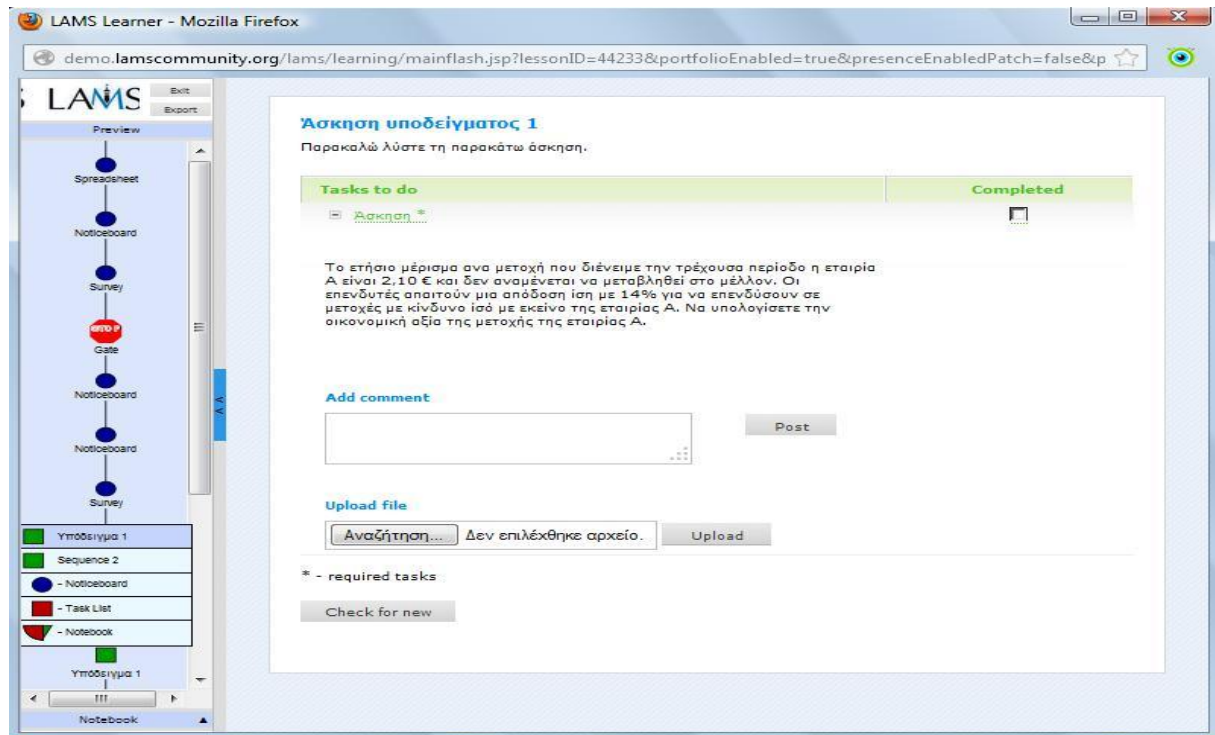 LAMS Learner - Mozilla Firefox
demo.lamscommunity.org/lams/learning/mainflash.jsp?lessonID=44233&portfolioEnabled=true&presenceEnabledPatch=false&p
LAMS
Exit
Export
Preview
Spreadsheet
Noticeboard
Survey
STOP
Gate
Noticeboard
Noticeboard
Survey
Υπόδειγμα 1
Sequence 2
- Noticeboard
- Task List
- Notebook
Υπόδειγμα 1
Notebook
Άσκηση υποδείγματος 1
Παρακαλώ λύστε τη παρακάτω άσκηση.
Tasks to do Completed
Άσκηση *
Το ετήσιο μέρισμα ανα μετοχή που διένειμε την τρέχουσα περίοδο η εταιρία
Α είναι 2,10 € και δεν αναμένεται να μεταβληθεί στο μέλλον. Οι
επενδυτές απαιτούν μια απόδοση ίση με 14% για να επενδύσουν σε
μετοχές με κίνδυνο ισό με εκείνο της εταιρίας Α. Να υπολογίσετε την
οικονομική αξία της μετοχής της εταιρίας Α.
Add comment
Post
Upload file
Αναζήτηση... Δεν επιλέχθηκε αρχείο. Upload
* - required tasks
Check for new